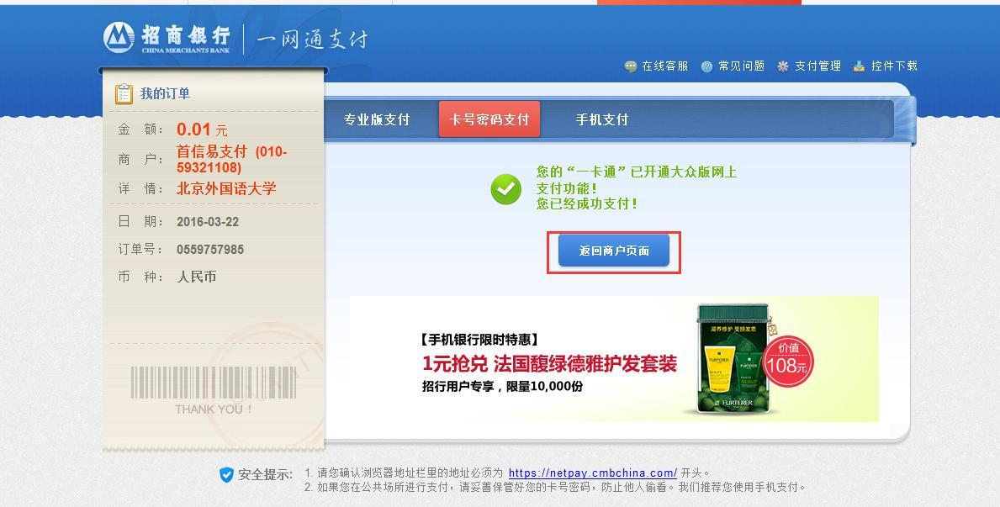 招商银行 一网通支付
CHINA MERCHANTS BANK
在线客服 常见问题 支付管理 控件下载
我的订单
金 额： 0.01 元
商 户： 首信易支付 (010-
59321108)
详 情： 北京外国语大学
日 期： 2016-03-22
订单号： 0559757985
币 种： 人民币
THANK YOU！
专业版支付 卡号密码支付 手机支付
您的“一卡通”已开通大众版网上
支付功能！
您已经成功支付！
返回商户页面
【手机银行限时特惠】
1元抢兑 法国馥绿德雅护发套装
招行用户专享，限量10,000份
滋养修护 受损发质
FURTERER
FURTERER
价值
108元
安全提示: 1. 请您确认浏览器地址栏里的地址必须为 https://netpay.cmbchina.com/ 开头。
2. 如果您在公共场所进行支付，请妥善保管好您的卡号密码，防止他人偷看。我们推荐您使用手机支付。